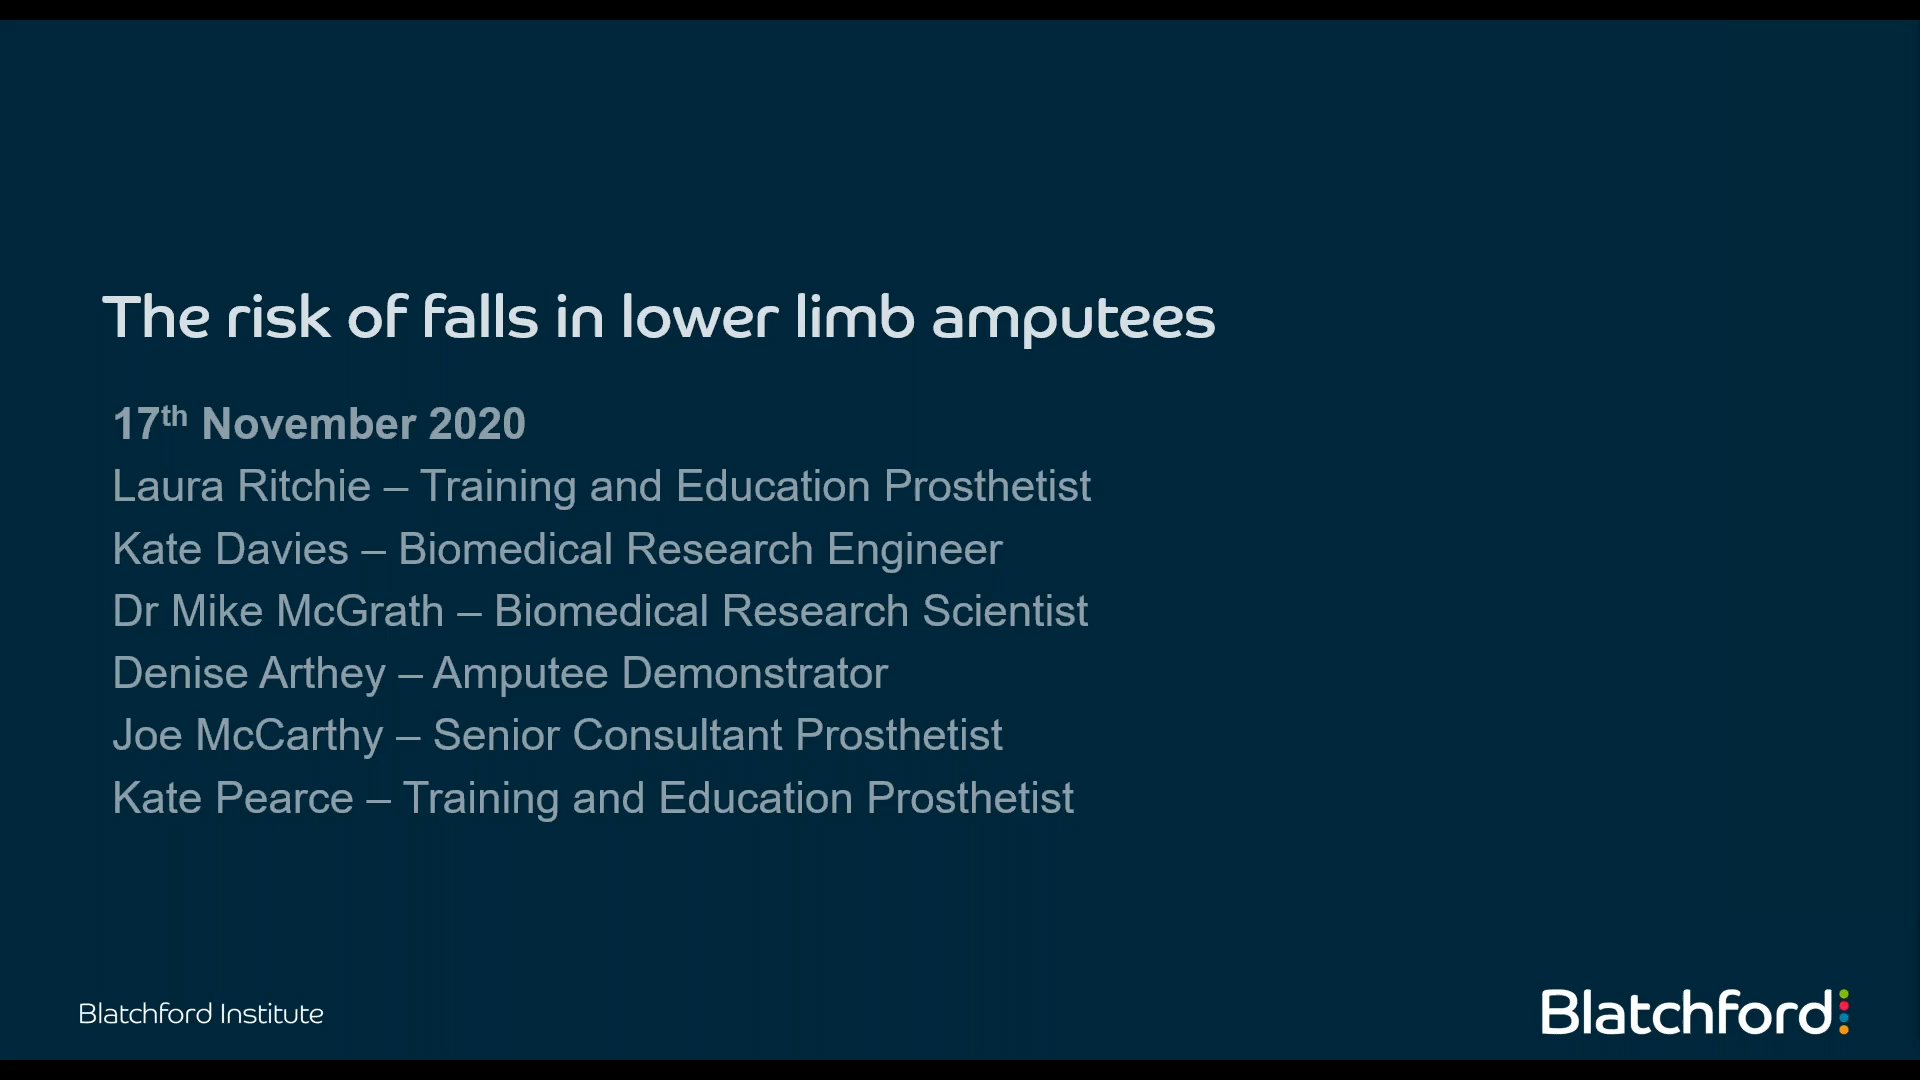 The risk of falls in lower limb amputees
17th November 2020
Laura Ritchie – Training and Education Prosthetist
Kate Davies – Biomedical Research Engineer
Dr Mike McGrath – Biomedical Research Scientist
Denise Arthey – Amputee Demonstrator
Joe McCarthy – Senior Consultant Prosthetist
Kate Pearce – Training and Education Prosthetist
Blatchford Institute
Blatchford